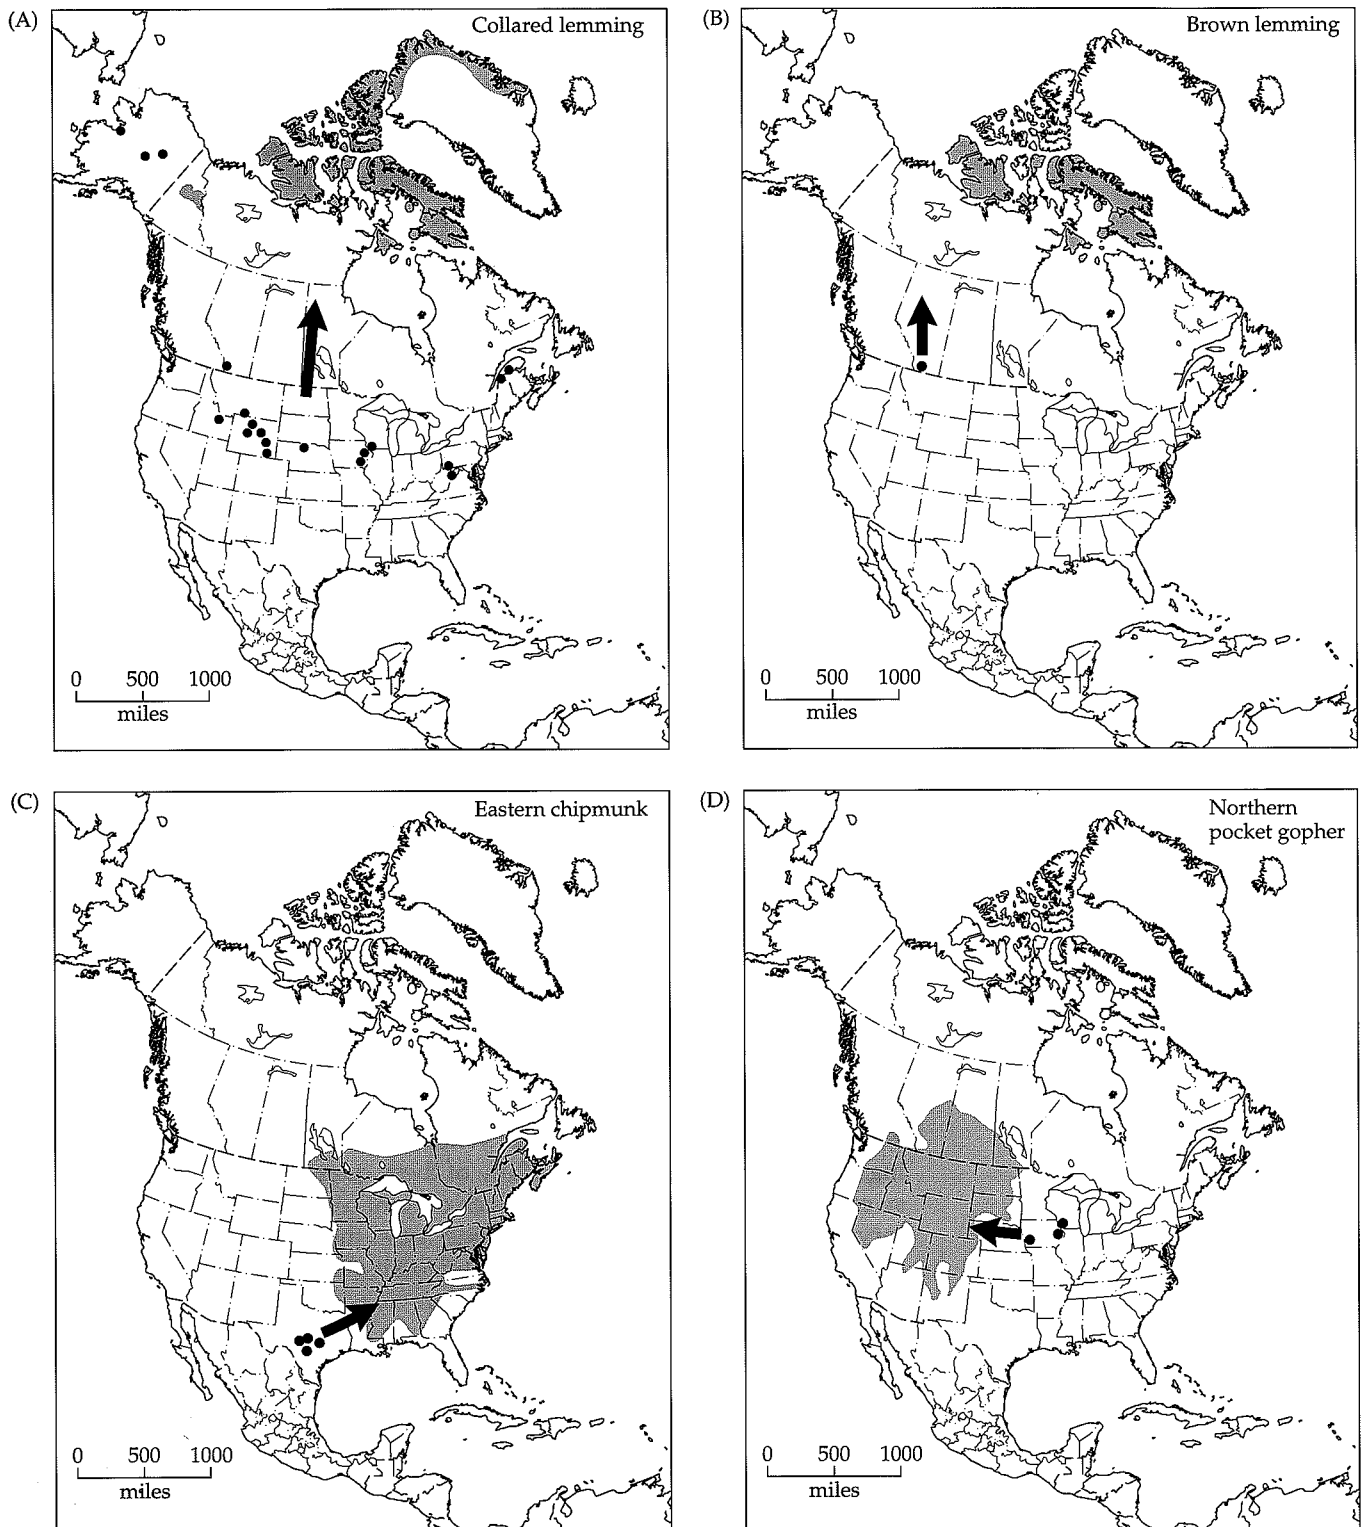 (A)
Collared lemming
0 500 1000
miles
(B)
Brown lemming
0 500 1000
miles
(C)
Eastern chipmunk
0 500 1000
miles
(D)
Northern
pocket gopher
0 500 1000
miles